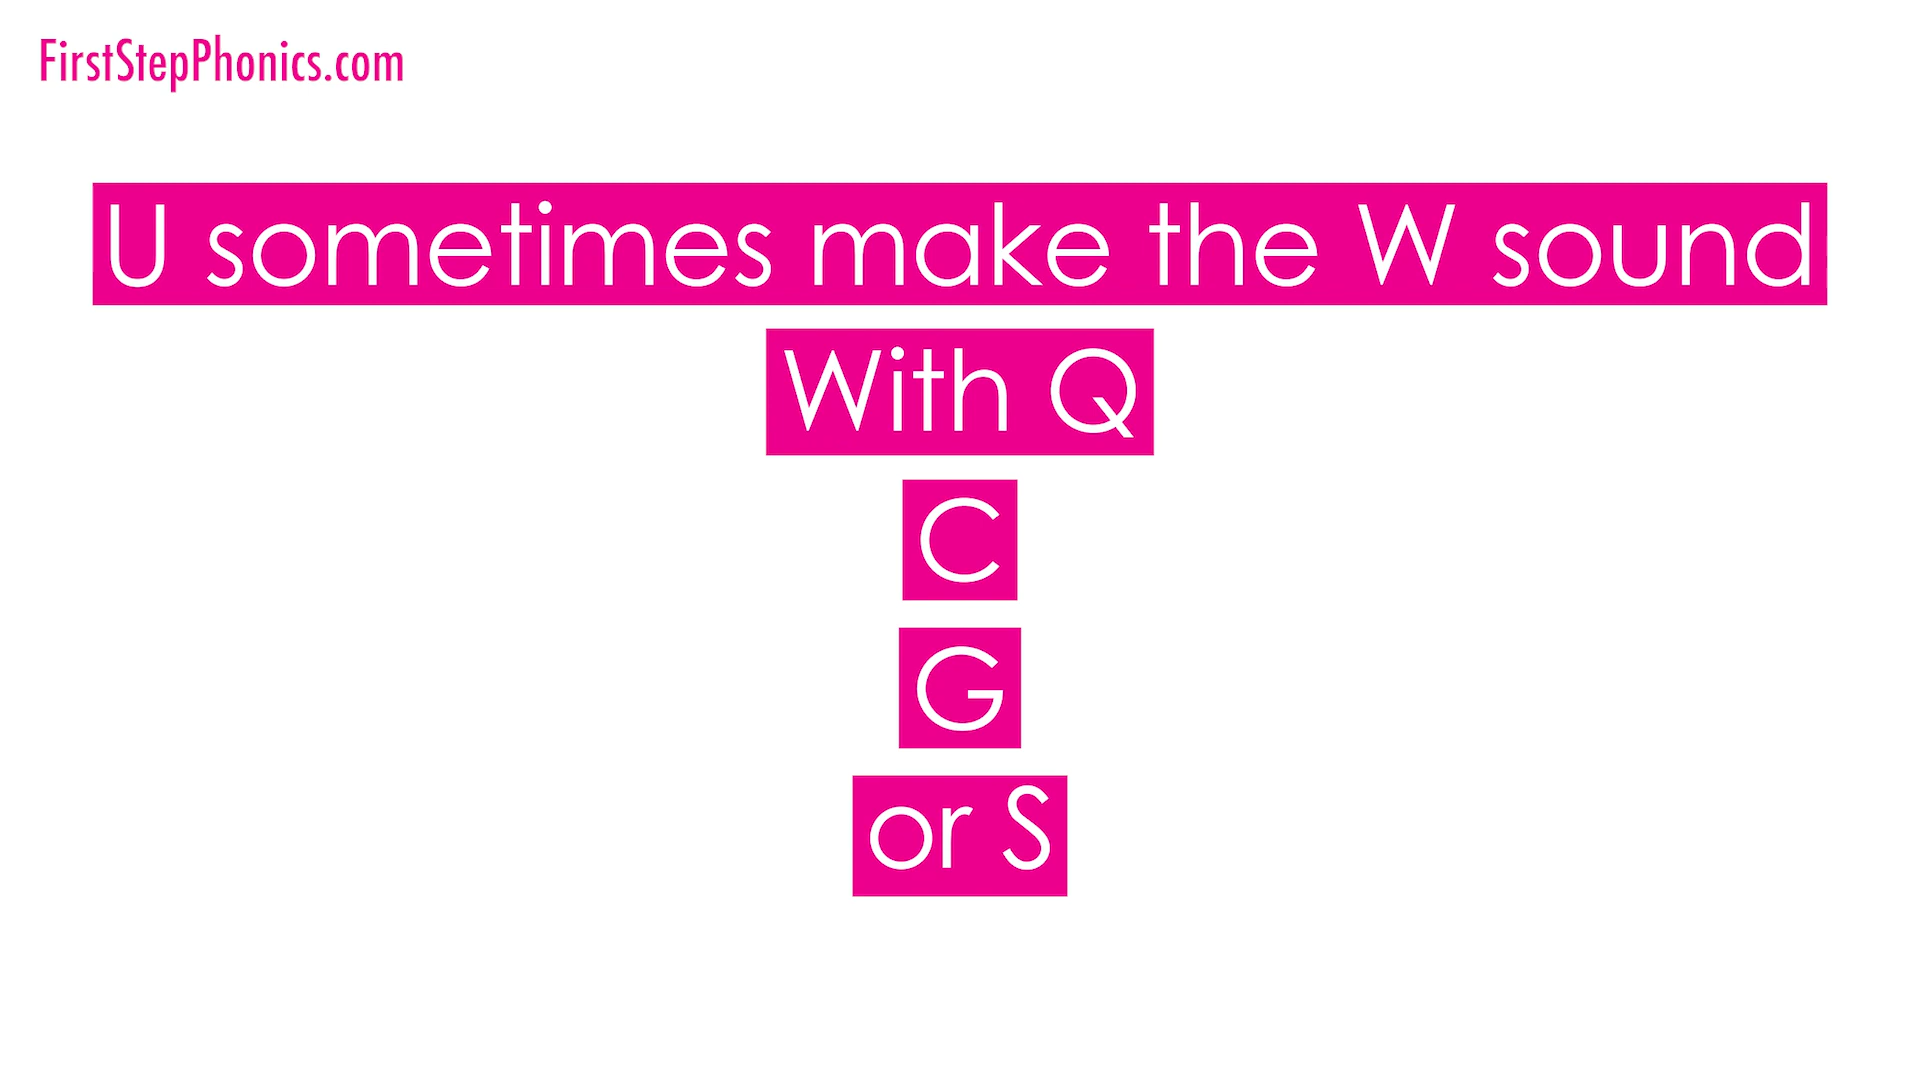 FirstStepPhonics.com
U sometimes make the W sound
With Q
C
G
or S